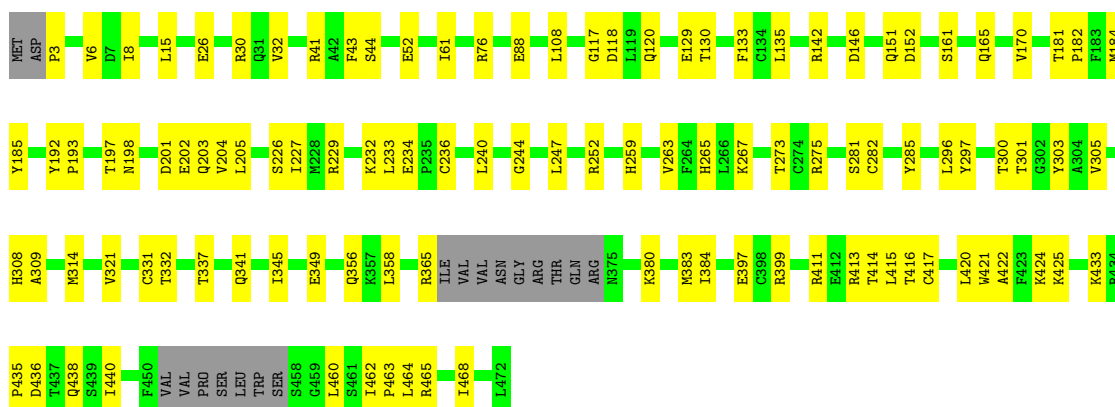 MET ASP P3 V6 D7 I8 L15 E26 R30 Q31 V32 R41 A42 F43 S44 E52 I61 R76 E88 L108 G117 D118 L119 Q120 E129 T130 F133 C134 L135 R142 D146 Q151 D152 S161 Q165 V170 T181 P182 F183 M184
Y185 Y192 P193 T197 N198 D201 E202 Q203 V204 L205 S226 I227 M228 R229 K232 L233 E234 P235 C236 L240 G244 L247 R252 H259 V263 F264 H265 L266 K267 T273 C274 R275 S281 C282 Y285 L296 Y297 T300 T301 G302 Y303 A304 V305
H308 A309 M314 V321 C331 T332 T337 Q341 I345 E349 Q356 K357 L358 R365 ILE VAL VAL ASN GLY ARG THR GLN ARG N375 K380 M383 I384 E397 C398 R399 R411 E412 R413 T414 L415 T416 C417 L420 W421 A422 F423 K424 K425 K433 P434
P435 D436 T437 Q438 S439 I440 F450 VAL VAL PRO SER LEU TRP SER S458 G459 L460 S461 I462 P463 L464 R465 I468 L472